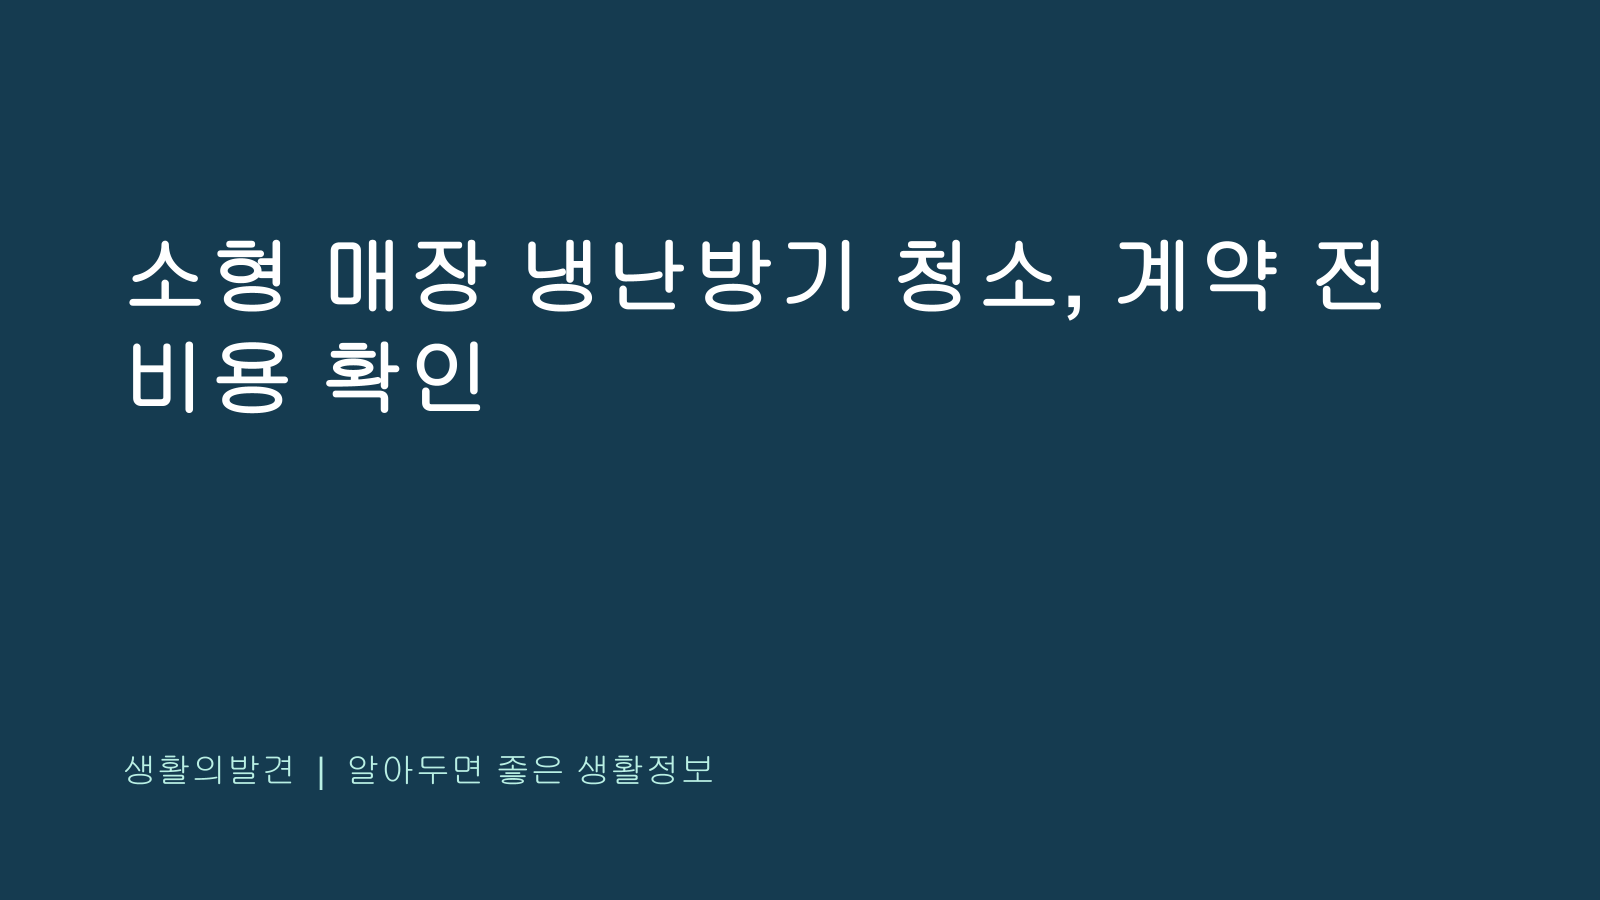 소형 매장 냉난방기 청소, 계약 전
비용 확인
생활의발견 | 알아두면 좋은 생활정보